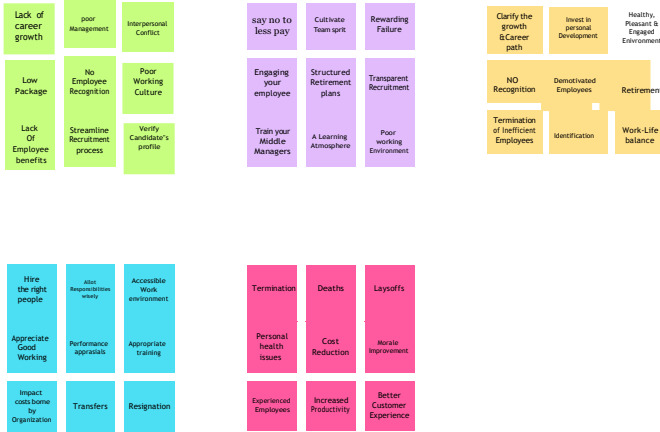 Lack of
career
growth
poor
Management
Interpersonal
Conflict
Low
Package
No
Employee
Recognition
Poor
Working
Culture
Lack
Of
Employee
benefits
Streamline
Recruitment
process
Verify
Candidate"s
profile
say no to
less pay
Cultivate
Team sprit
Rewarding
Failure
Engaging
your
employee
Structured
Retirement
plans
Transparent
Recruitment
Train your
Middle
Managers
A Learning
Atmosphere
Poor
working
Environment
Clarify the
growth
&Career
path
Invest in
personal
Development
Healthy,
Pleasant &
Engaged
Enivronment
NO
Recognition
Demotivated
Employees
Retirement
Termination
of Inefficient
Employees
Identification
Work-Life
balance
Hire
the right
people
Allot
Responsibilities
wisely
Accessible
Work
environment
Appreciate
Good
Working
Performance
apprasials
Appropriate
training
Impact
costs borne
by
Organization
Transfers
Resignation
Termination
Deaths
Laysoffs
Personal
health
issues
Cost
Reduction
Morale
Improvement
Experienced
Employees
Increased
Productivity
Better
Customer
Experience